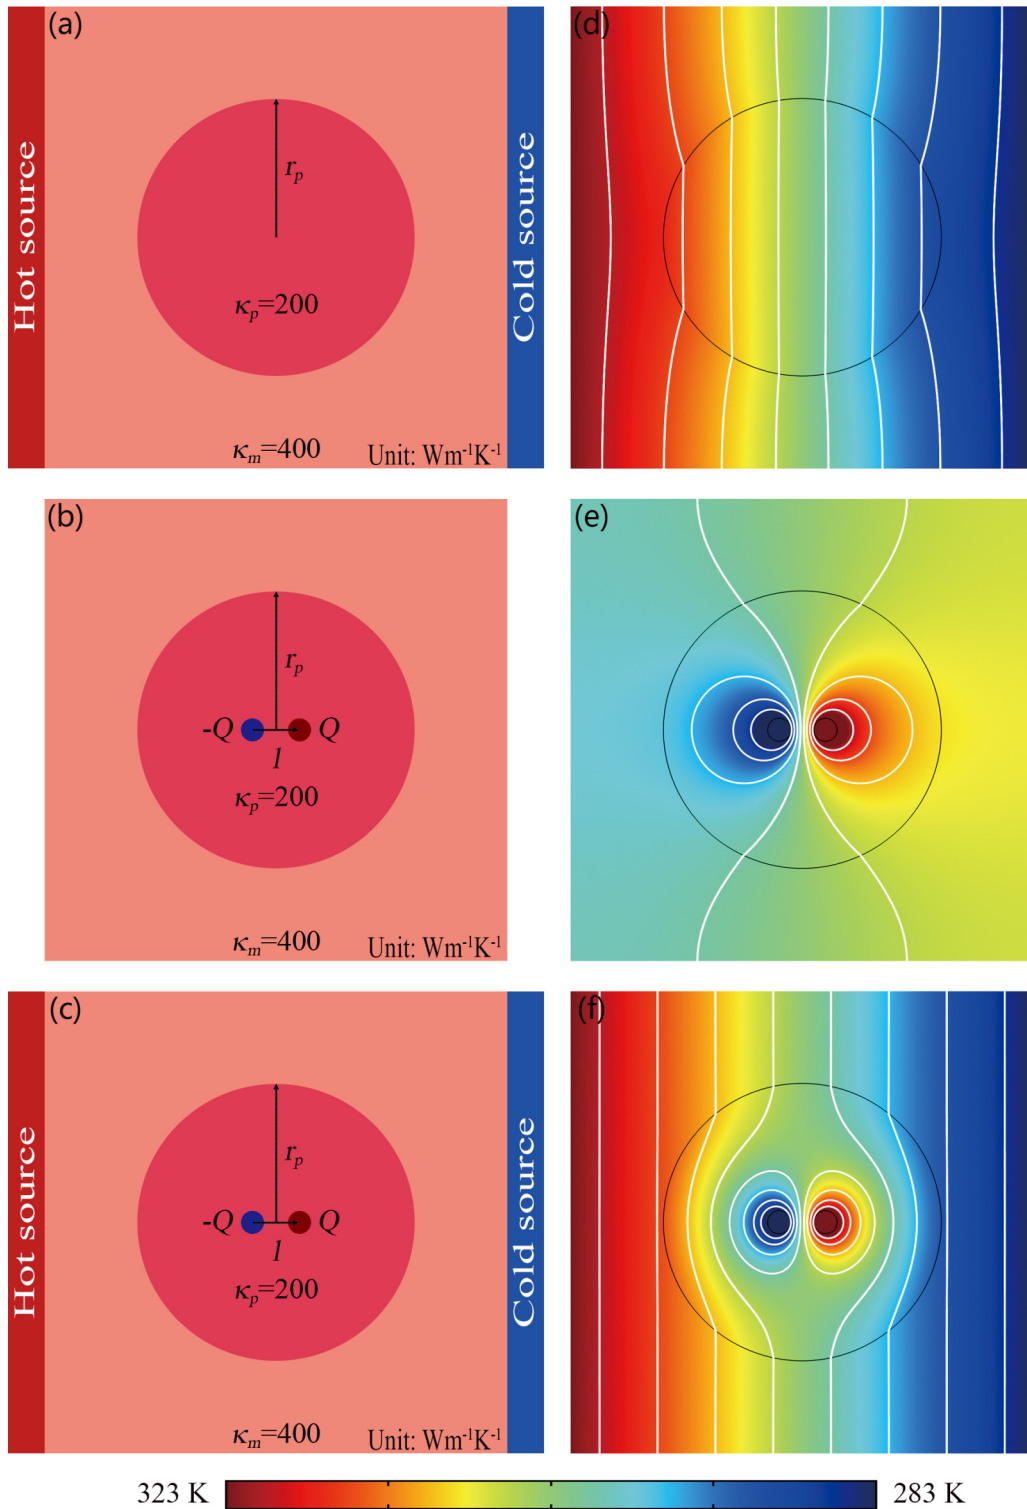 (a)
Hot source
r_p
κ_p=200
κ_m=400
Unit: Wm⁻¹K⁻¹
Cold source
(d)
(b)
r_p
-Q
Q
l
κ_p=200
κ_m=400
Unit: Wm⁻¹K⁻¹
(e)
(c)
Hot source
r_p
-Q
Q
l
κ_p=200
κ_m=400
Unit: Wm⁻¹K⁻¹
Cold source
(f)
323 K
283 K